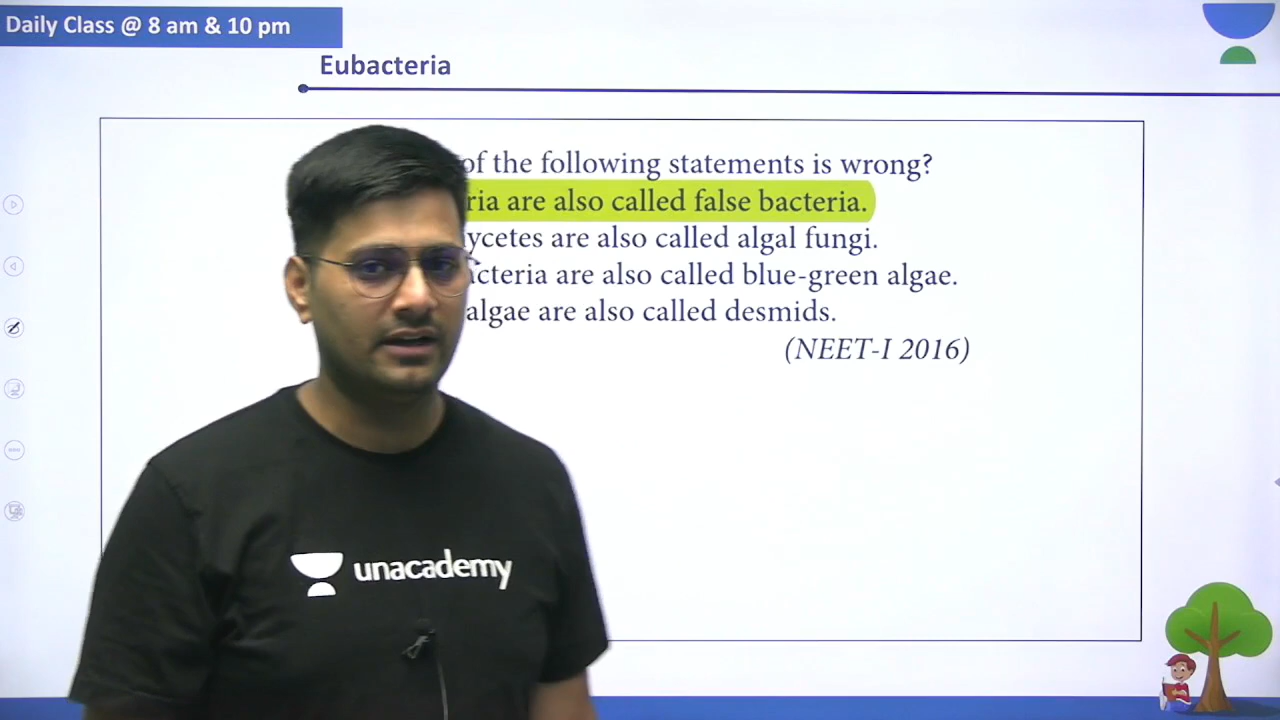 Daily Class @ 8 am & 10 pm
Eubacteria
of the following statements is wrong?
ria are also called false bacteria.
ycetes are also called algal fungi.
cteria are also called blue-green algae.
algae are also called desmids.
(NEET-I 2016)
unacademy